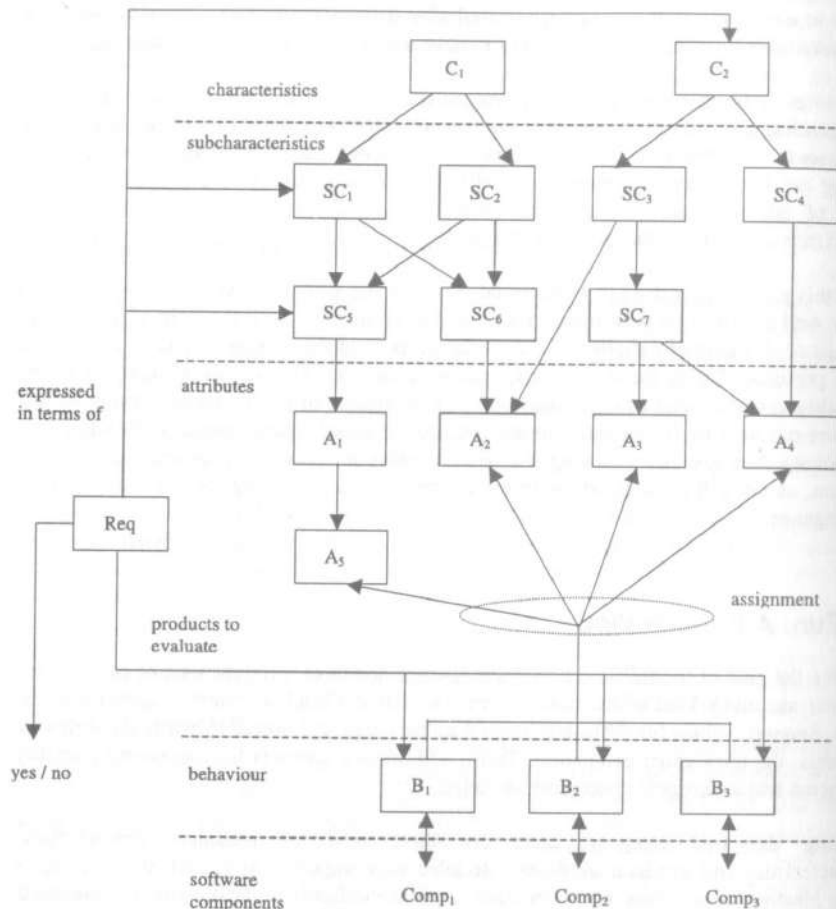 C₁ C₂
characteristics
subcharacteristics
SC₁ SC₂ SC₃ SC₄
SC₅ SC₆ SC₇
attributes
expressed
in terms of
A₁ A₂ A₃ A₄
Req
A₅
assignment
products to
evaluate
yes / no
behaviour
B₁ B₂ B₃
software
components
Comp₁ Comp₂ Comp₃